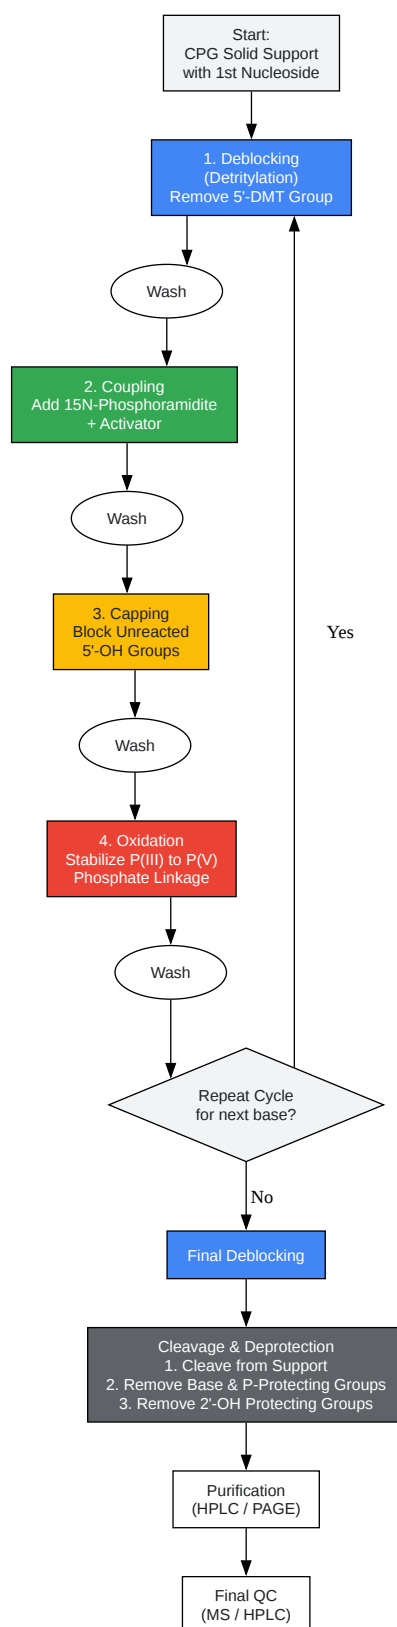 Start:
CPG Solid Support
with 1st Nucleoside
1. Deblocking
(Detritylation)
Remove 5'-DMT Group
Wash
2. Coupling
Add 15N-Phosphoramidite
+ Activator
Wash
3. Capping
Block Unreacted
5'-OH Groups
Yes
Wash
4. Oxidation
Stabilize P(III) to P(V)
Phosphate Linkage
Wash
Repeat Cycle
for next base?
No
Final Deblocking
Cleavage & Deprotection
1. Cleave from Support
2. Remove Base & P-Protecting Groups
3. Remove 2'-OH Protecting Groups
Purification
(HPLC / PAGE)
Final QC
(MS / HPLC)